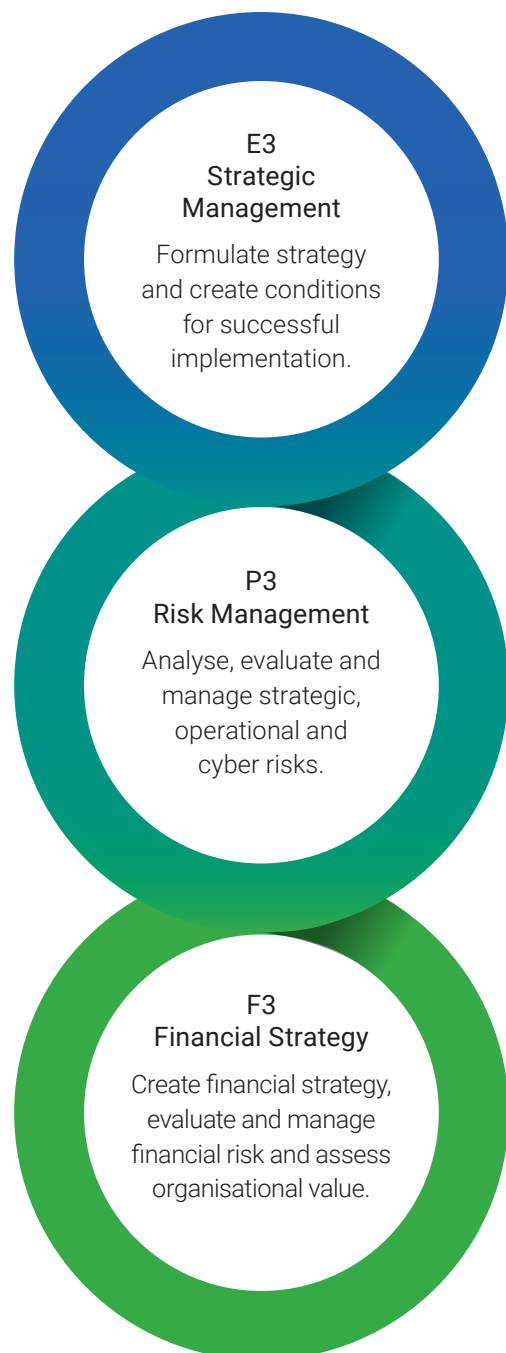 E3
Strategic
Management
Formulate strategy
and create conditions
for successful
implementation.
P3
Risk Management
Analyse, evaluate and
manage strategic,
operational and
cyber risks.
F3
Financial Strategy
Create financial strategy,
evaluate and manage
financial risk and assess
organisational value.